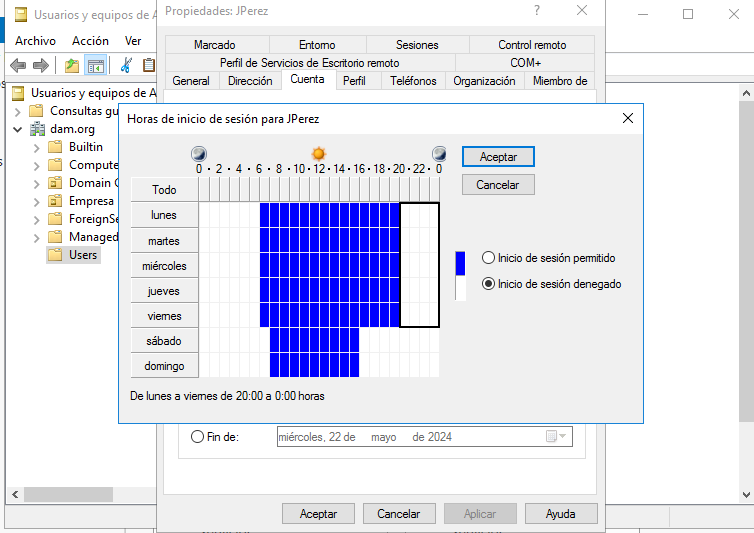 Usuarios y equipos de A
Archivo Acción Ver
Usuarios y equipos de A
Consultas gu
dam.org
Builtin
Compute
Domain C
Empresa
ForeignSe
Managed
Users
Propiedades: JPerez
?
Marcado Entorno Sesiones Control remoto
Perfil de Servicios de Escritorio remoto COM+
General Dirección Cuenta Perfil Teléfonos Organización Miembro de
Horas de inicio de sesión para JPerez
0 · 2 · 4 · 6 · 8 · 10 · 12 · 14 · 16 · 18 · 20 · 22 · 0
Todo
lunes
martes
miércoles
jueves
viernes
sábado
domingo
Aceptar
Cancelar
Inicio de sesión permitido
Inicio de sesión denegado
De lunes a viernes de 20:00 a 0:00 horas
Fin de: miércoles, 22 de mayo de 2024
Aceptar Cancelar Aplicar Ayuda